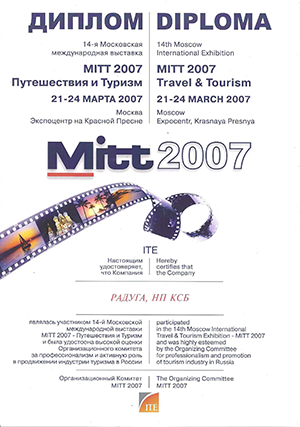 ДИПЛОМ
14-я Московская
международная выставка
MITT 2007
Путешествия и Туризм
21-24 МАРТА 2007
Москва
Экспоцентр на Красной Пресне
DIPLOMA
14th Moscow
International Exhibition
MITT 2007
Travel & Tourism
21-24 MARCH 2007
Moscow
Expocentr, Krasnaya Presnya
Mitt 2007
ITE
Настоящим
удостоверяет,
что Компания
Hereby
certifies that
the Company
РАДУГА, НП КСБ
являлась участником 14-й Московской
международной выставки
MITT 2007 - Путешествия и Туризм
и была удостоена высокой оценки
Организационного комитета
за профессионализм и активную роль
в продвижении индустрии туризма в России
participated
in the 14th Moscow International
Travel & Tourism Exhibition - MITT 2007
and was highly esteemed
by the Organizing Committee
for professionalism and promotion
of tourism industry in Russia
Организационный Комитет
MITT 2007
The Organizing Committee
MITT 2007
ITE